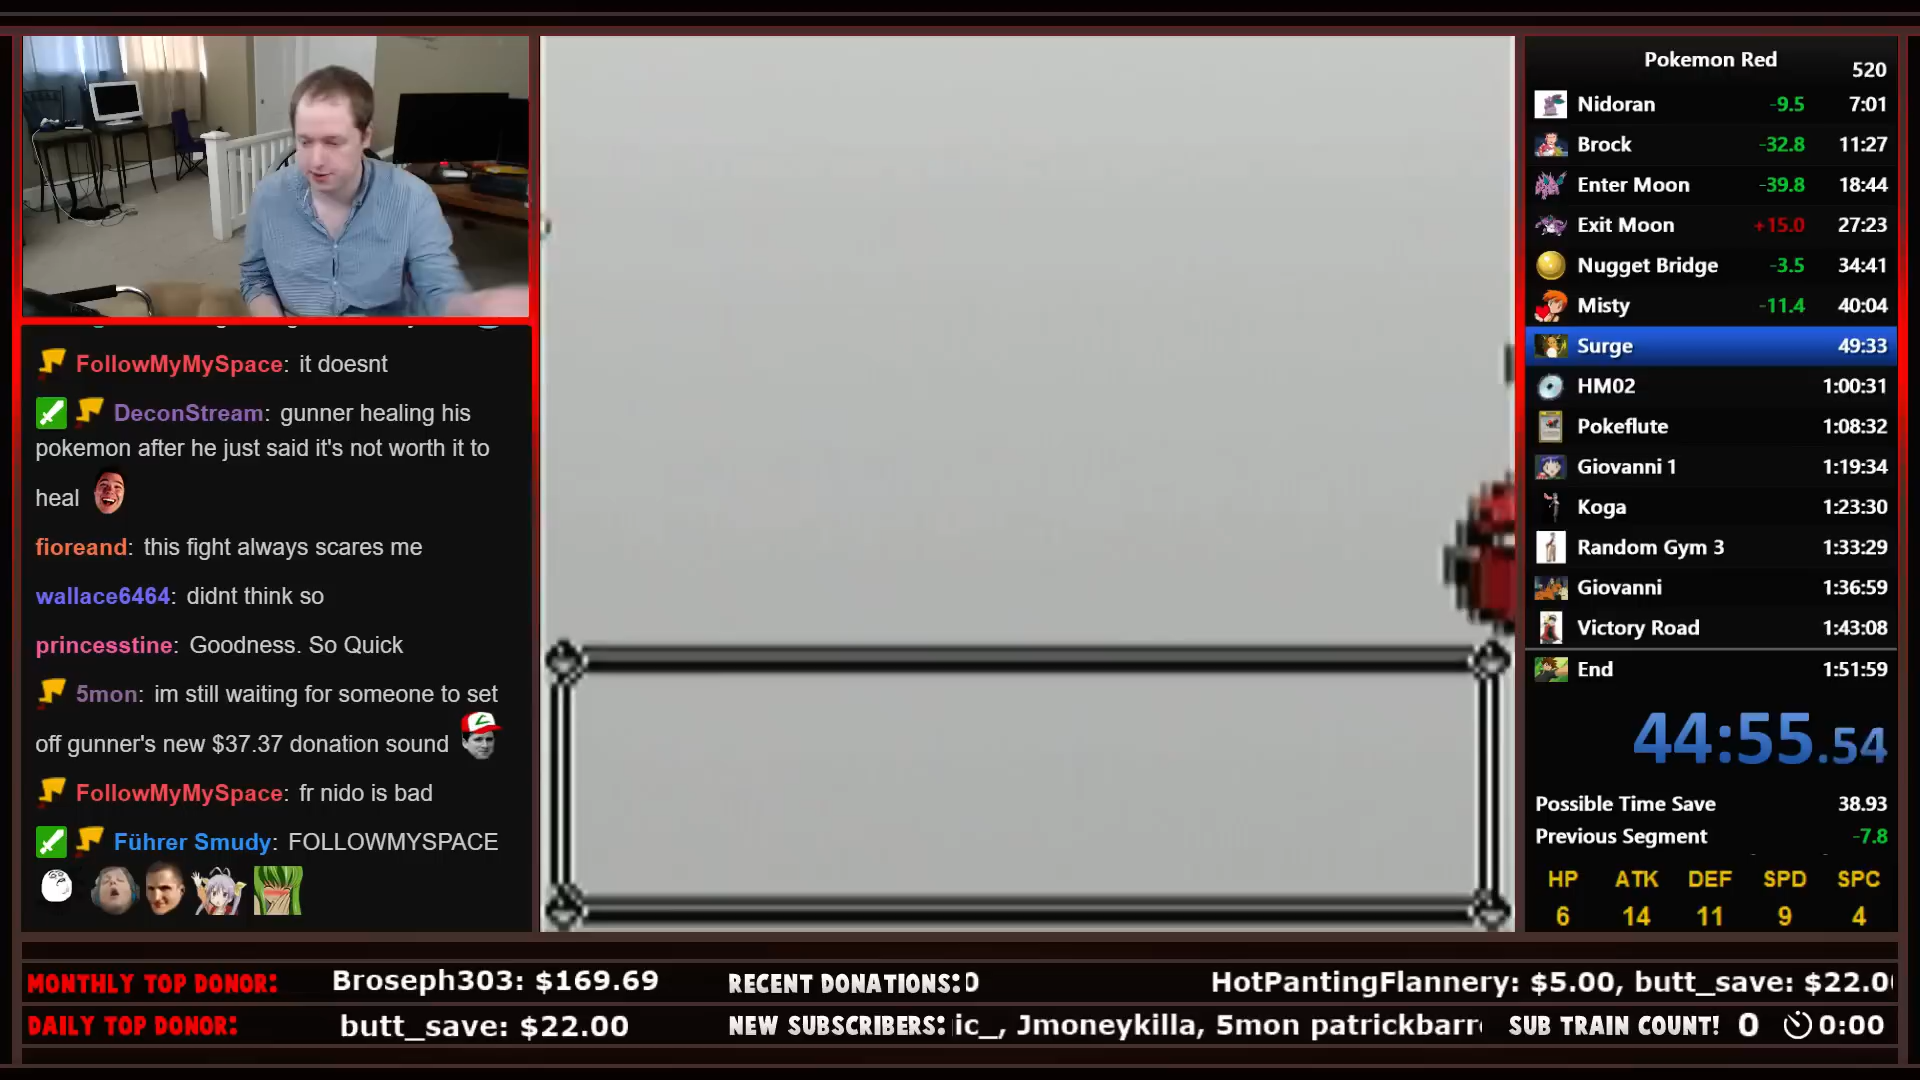 FollowMyMySpace: it doesnt
DeconStream: gunner healing his
pokemon after he just said it's not worth it to
heal
fioreand: this fight always scares me
wallace6464: didnt think so
princesstine: Goodness. So Quick
5mon: im still waiting for someone to set
off gunner's new $37.37 donation sound
FollowMyMySpace: fr nido is bad
Führer Smudy: FOLLOWMYSPACE
Pokemon Red 520
Nidoran -9.5 7:01
Brock -32.8 11:27
Enter Moon -39.8 18:44
Exit Moon +15.0 27:23
Nugget Bridge -3.5 34:41
Misty -11.4 40:04
Surge 49:33
HM02 1:00:31
Pokeflute 1:08:32
Giovanni 1 1:19:34
Koga 1:23:30
Random Gym 3 1:33:29
Giovanni 1:36:59
Victory Road 1:43:08
End 1:51:59
44:55.54
Possible Time Save 38.93
Previous Segment -7.8
HP ATK DEF SPD SPC
6 14 11 9 4
MONTHLY TOP DONOR: Broseph303: $169.69 RECENT DONATIONS: 0 HotPantingFlannery: $5.00, butt_save: $22.0
DAILY TOP DONOR: butt_save: $22.00 NEW SUBSCRIBERS: ic_, Jmoneykilla, 5mon patrickbarr SUB TRAIN COUNT! 0 0:00